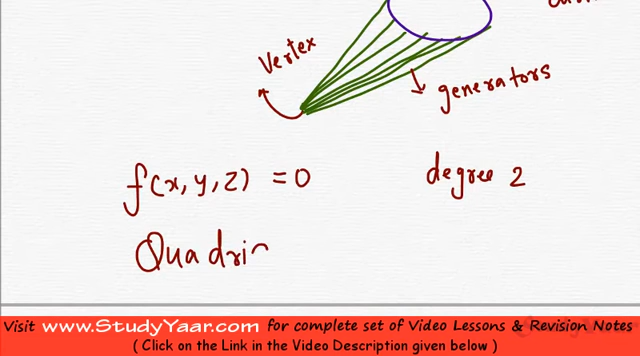 Vertex
generators
f(x, y, z) = 0
degree 2
Visit www.StudyYaar.com for complete set of Video Lessons & Revision Notes
( Click on the Link in the Video Description given below )